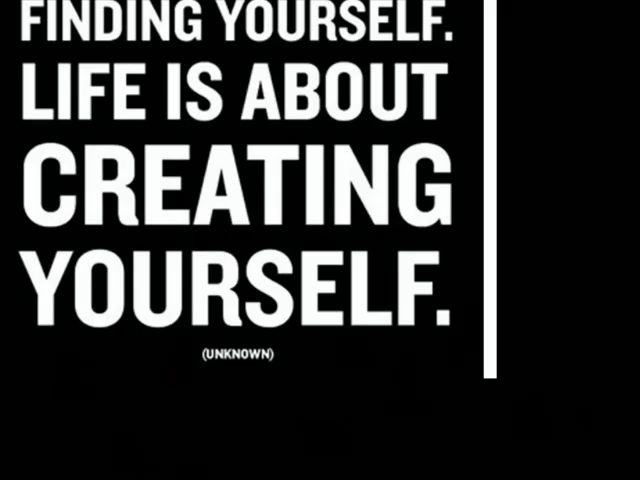 FINDING YOURSELF.
LIFE IS ABOUT
CREATING
YOURSELF.
(UNKNOWN)